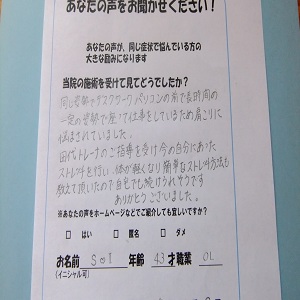 あなたの声をお聞かせください!
あなたの声が、同じ症状で悩んでいる方の
大きな励みになります
当院の施術を受けて見てどうでしたか?
同じ姿勢でデスクワーク パソコンの前で長時間の
一定の姿勢で座って仕事をしているため肩こりに
悩まされていました。
田代トレーナーのご指導を受け今の自分にあった
ストレッチを行い、体が軽くなり簡単なストレッチ方法も
教えて頂いたので自宅でも続けられそうです
ありがとうございました。
※あなたの声をホームページなどでご紹介しても宜しいですか?
□ はい □ 匿名 □ ダメ
お名前 S・I 年齢 43才 職業 OL
(イニシャル可)